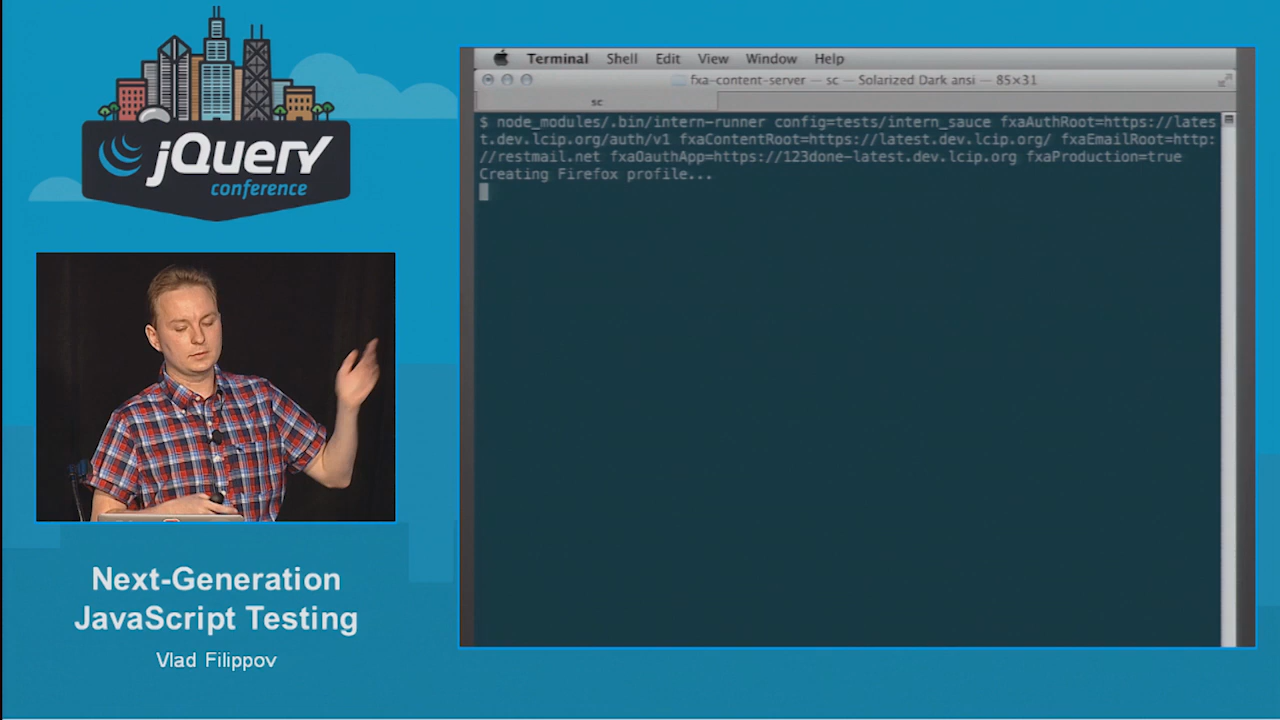 jQuery
conference
Next-Generation
JavaScript Testing
Vlad Filippov
Terminal Shell Edit View Window Help
fxa-content-server — sc — Solarized Dark ansi — 85×31
sc
$ node_modules/.bin/intern-runner config=tests/intern_sauce fxaAuthRoot=https://lates
t.dev.lcip.org/auth/v1 fxaContentRoot=https://latest.dev.lcip.org/ fxaEmailRoot=http:
//restmail.net fxaOauthApp=https://123done-latest.dev.lcip.org fxaProduction=true
Creating Firefox profile...